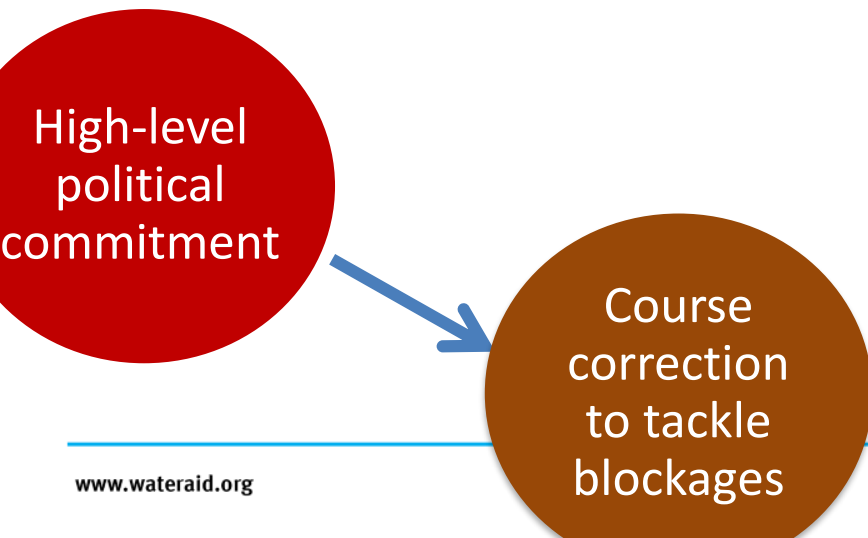 High-level
political
commitment
Course
correction
to tackle
blockages
www.wateraid.org